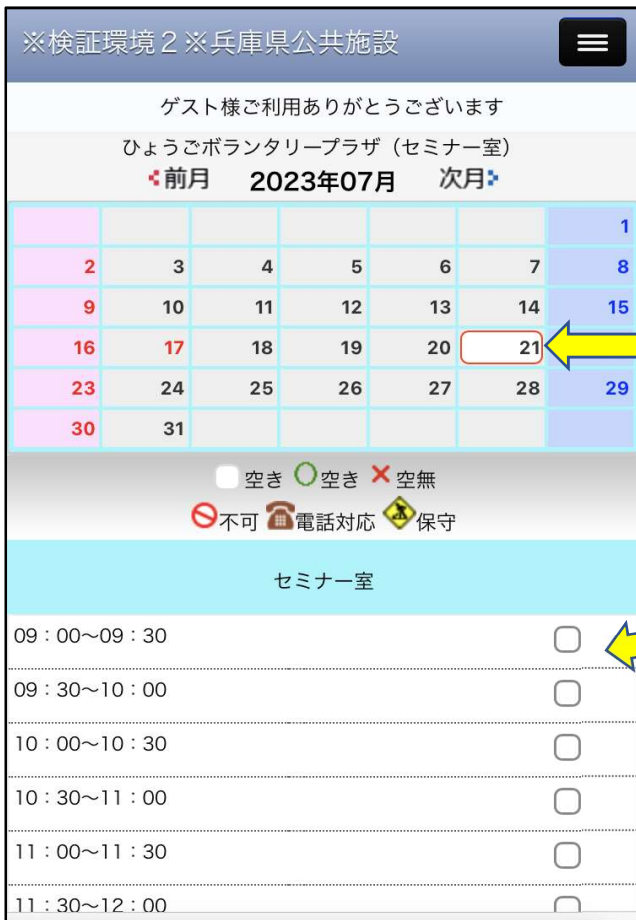 ※検証環境２※兵庫県公共施設
ゲスト様ご利用ありがとうございます
ひょうごボランタリープラザ（セミナー室）
前月 2023年07月 次月
1
2 3 4 5 6 7 8
9 10 11 12 13 14 15
16 17 18 19 20 21
23 24 25 26 27 28 29
30 31
空き 空き 空無
不可 電話対応 保守
セミナー室
09：00～09：30
09：30～10：00
10：00～10：30
10：30～11：00
11：00～11：30
11：30～12：00